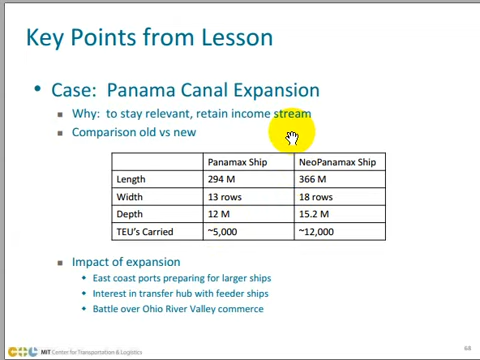 Key Points from Lesson
Case: Panama Canal Expansion
Why: to stay relevant, retain income stream
Comparison old vs new
Panamax Ship NeoPanamax Ship
Length 294 M 366 M
Width 13 rows 18 rows
Depth 12 M 15.2 M
TEU's Carried ~5,000 ~12,000
Impact of expansion
East coast ports preparing for larger ships
Interest in transfer hub with feeder ships
Battle over Ohio River Valley commerce
MIT Center for Transportation & Logistics
68